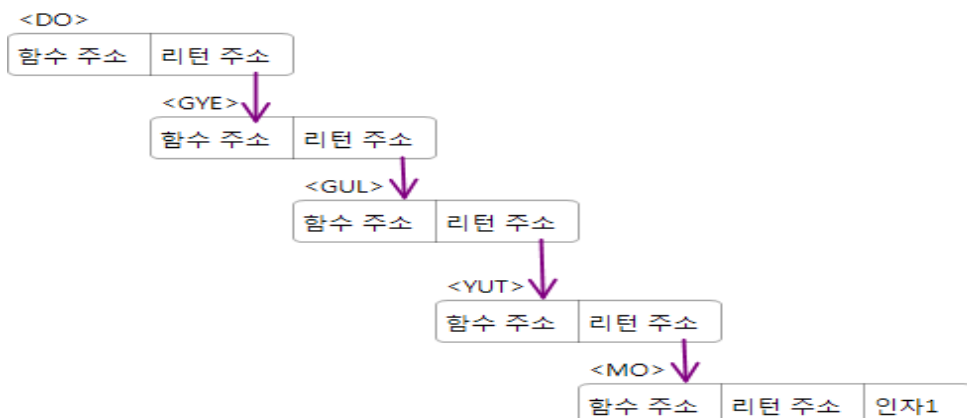 <DO>
함수 주소 리턴 주소
<GYE>
함수 주소 리턴 주소
<GUL>
함수 주소 리턴 주소
<YUT>
함수 주소 리턴 주소
<MO>
함수 주소 리턴 주소 인자1